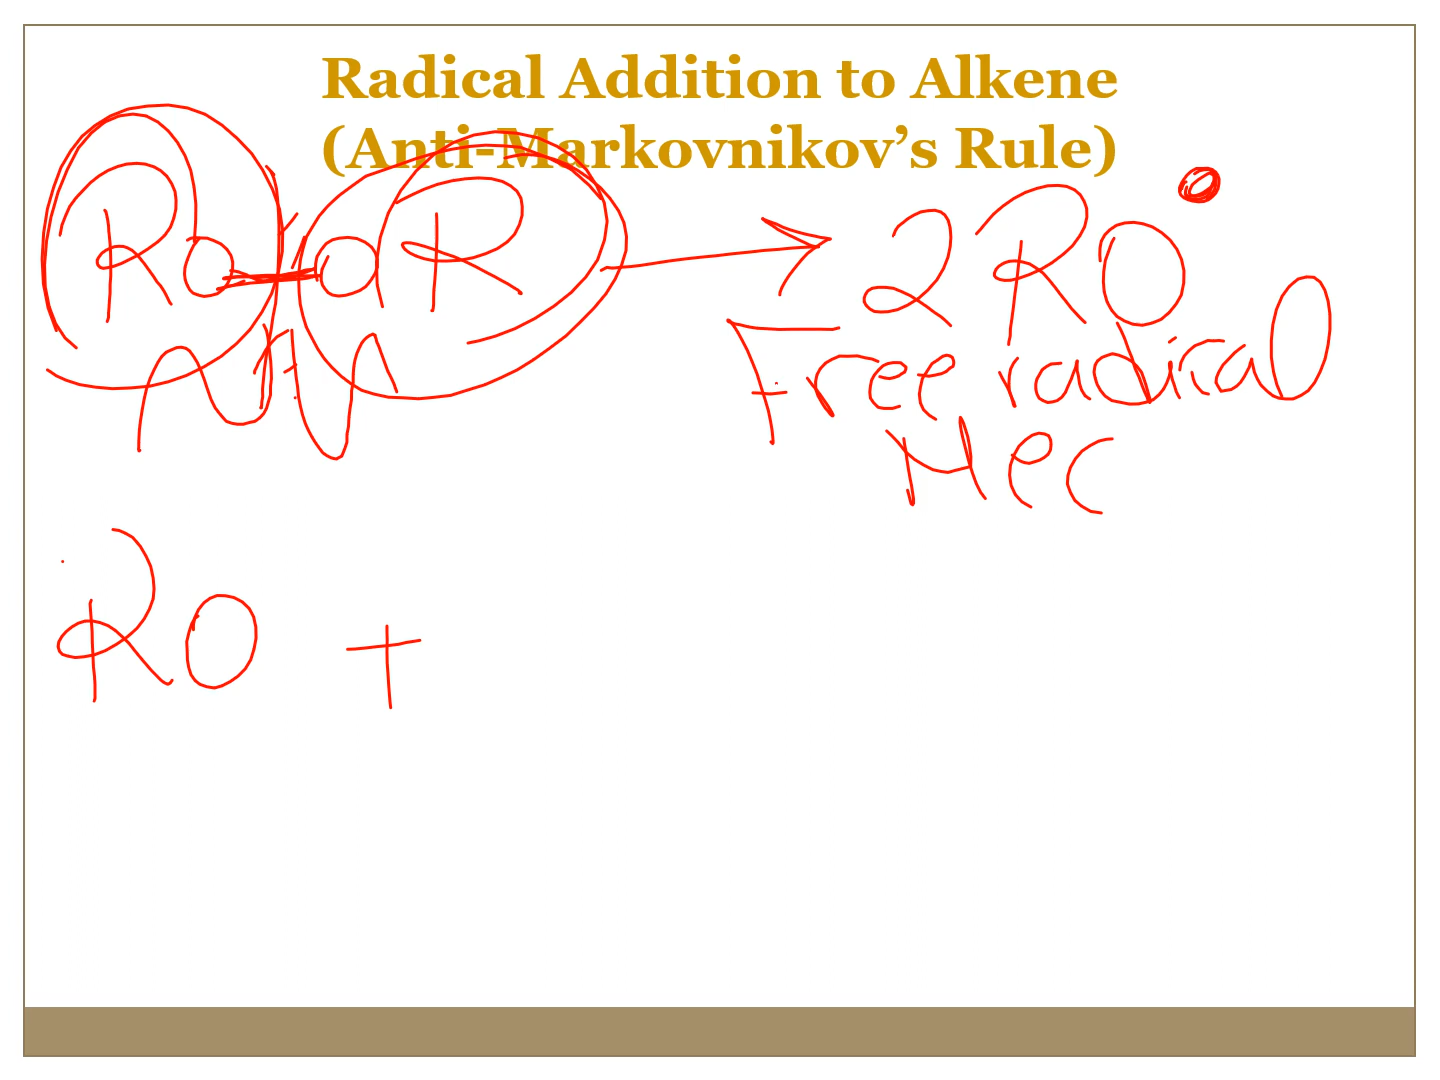 Radical Addition to Alkene
(Anti-Markovnikov’s Rule)
RO-OR → 2RO•
Free radical
Mec
RO +